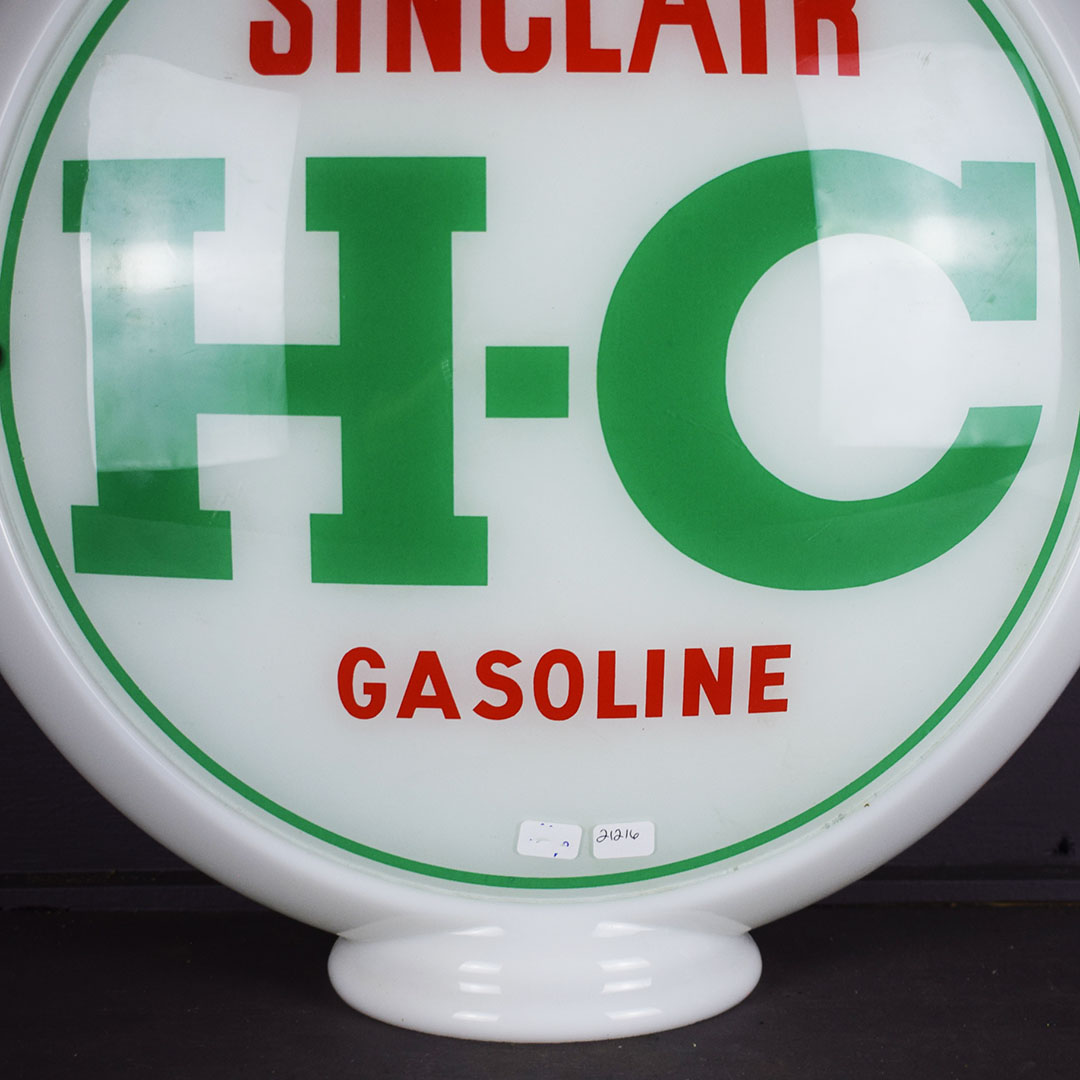 SINCLAIR
H-C
GASOLINE
21216